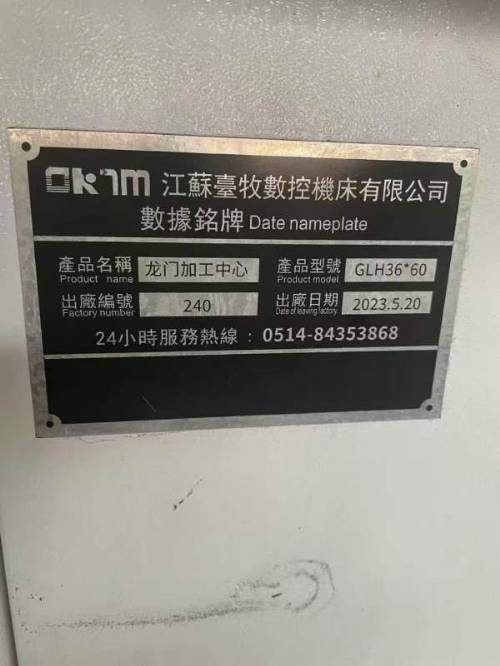 OKTM 江蘇臺牧數控機床有限公司
數據銘牌 Date nameplate
產品名稱 龙门加工中心 產品型號 GLH36*60
Product name Product model
出廠編號 240 出廠日期 2023.5.20
Factory number Date of leaving factory
24小時服務熱線：0514-84353868